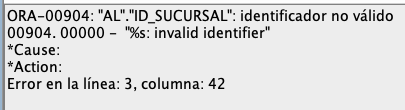 ORA-00904: "AL"."ID_SUCURSAL": identificador no válido
00904. 00000 -  "%s: invalid identifier"
*Cause:
*Action:
Error en la línea: 3, columna: 42